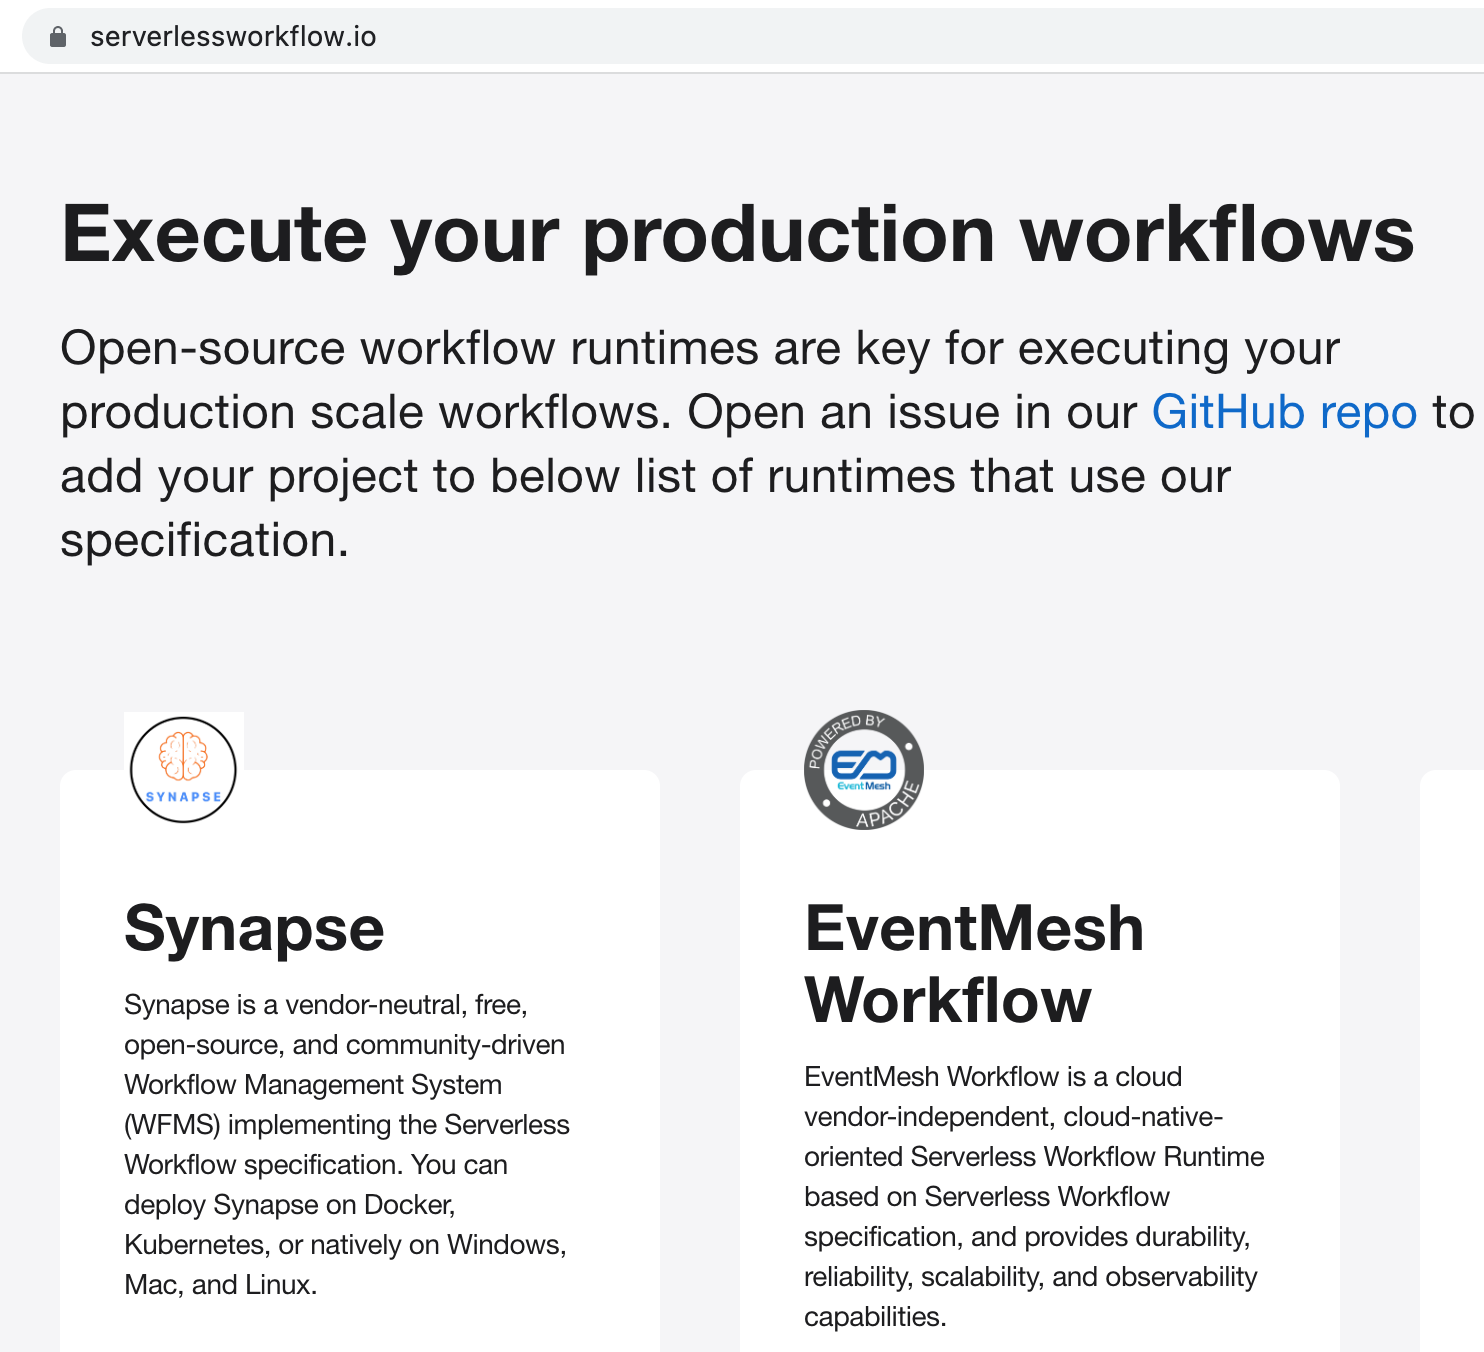 serverlessworkflow.io
Execute your production workflows
Open-source workflow runtimes are key for executing your
production scale workflows. Open an issue in our GitHub repo to
add your project to below list of runtimes that use our
specification.
SYNAPSE
Synapse
Synapse is a vendor-neutral, free,
open-source, and community-driven
Workflow Management System
(WFMS) implementing the Serverless
Workflow specification. You can
deploy Synapse on Docker,
Kubernetes, or natively on Windows,
Mac, and Linux.
POWERED BY
EM
EventMesh
APACHE
EventMesh
Workflow
EventMesh Workflow is a cloud
vendor-independent, cloud-native-
oriented Serverless Workflow Runtime
based on Serverless Workflow
specification, and provides durability,
reliability, scalability, and observability
capabilities.